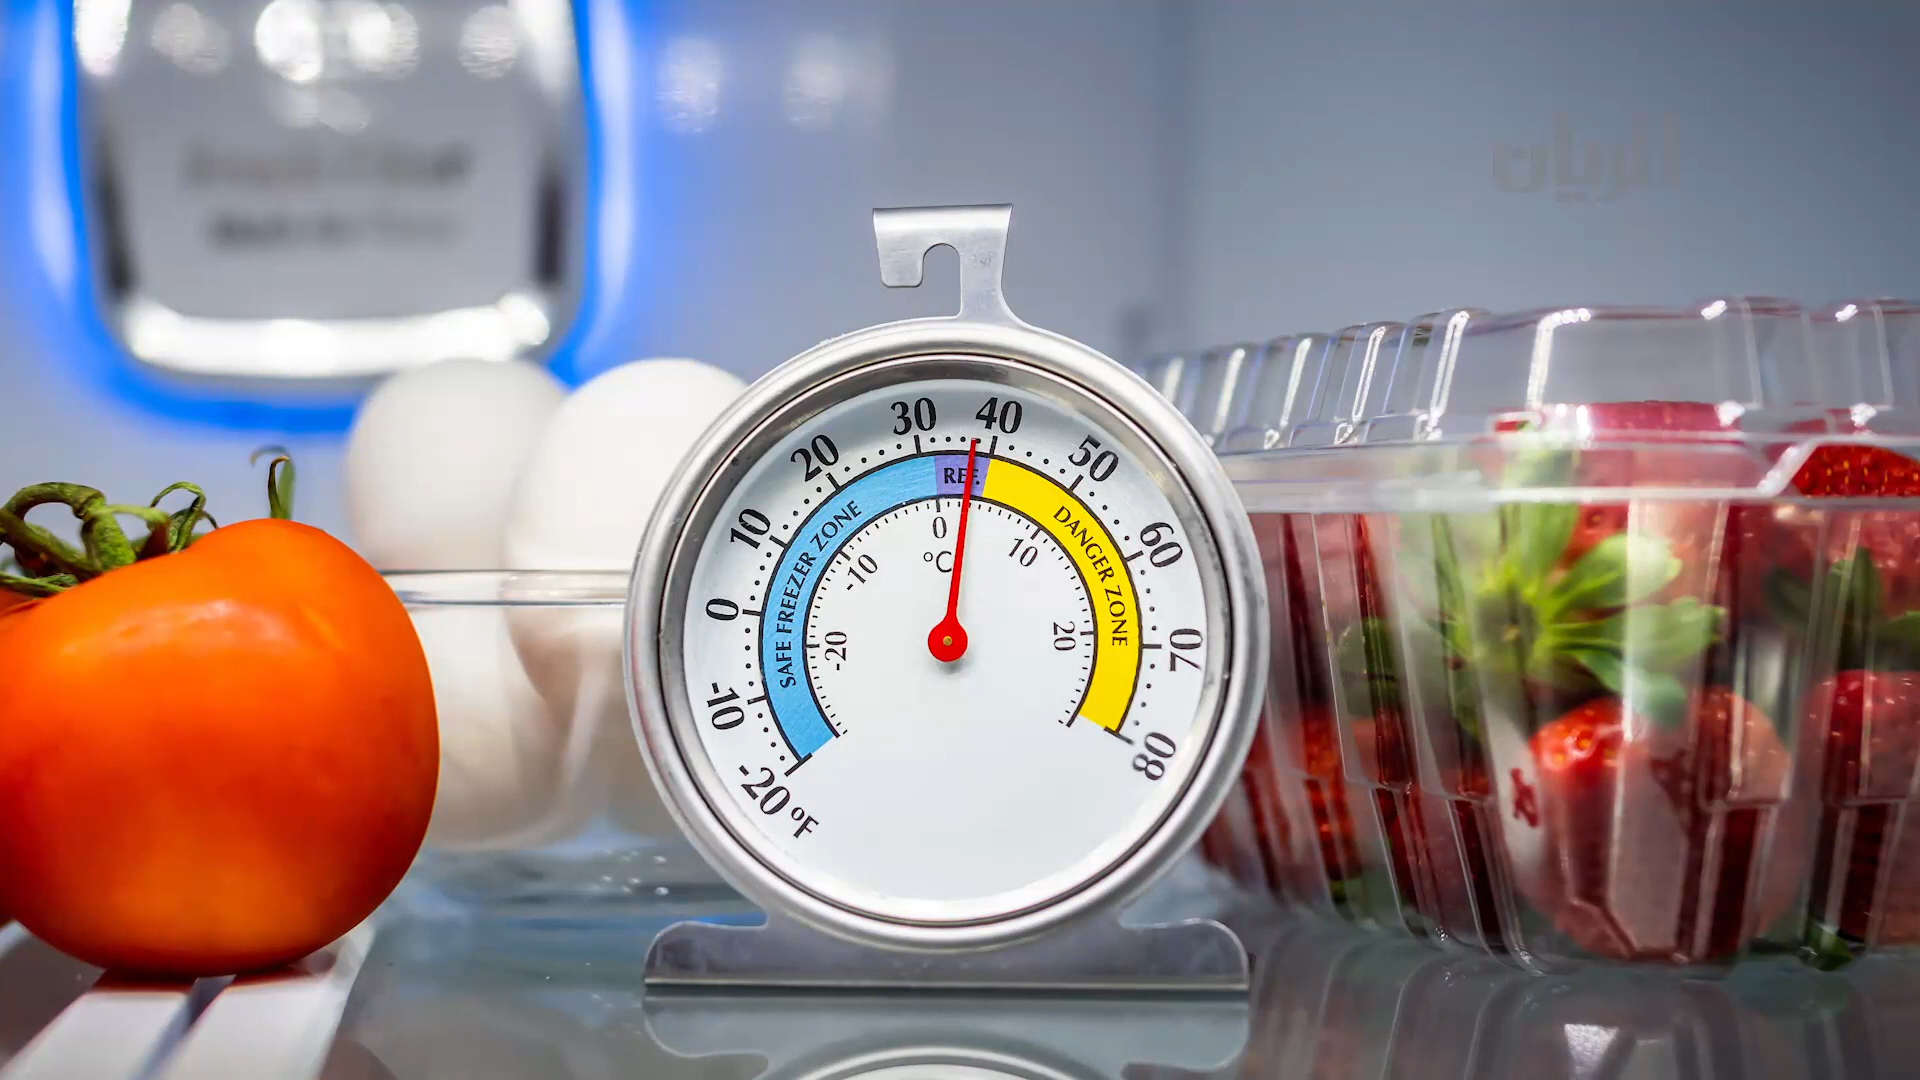 الريان
-20 -10 0 10 20 30 40 50 60 70 80
°F
SAFE FREEZER ZONE
REF.
DANGER ZONE
-20 -10 0 10 20
°C